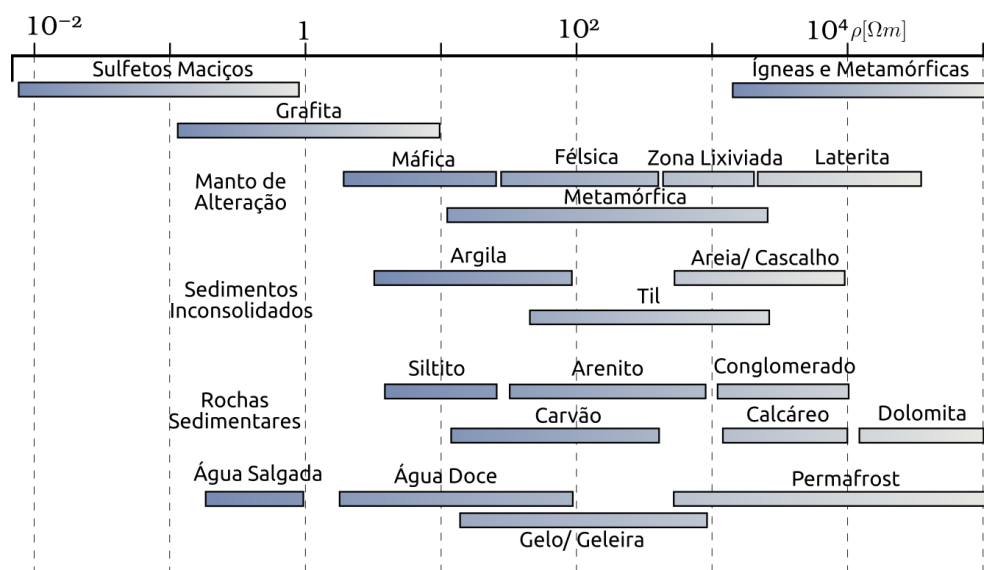 10⁻² 1 10² 10⁴ ρ[Ωm]
Sulfetos Maciços Ígneas e Metamórficas
Grafita
Máfica Félsica Zona Lixiviada Laterita
Manto de
Alteração
Metamórfica
Argila Areia/ Cascalho
Sedimentos
Inconsolidados
Til
Siltito Arenito Conglomerado
Rochas
Sedimentares
Carvão Calcáreo Dolomita
Água Salgada Água Doce Permafrost
Gelo/ Geleira